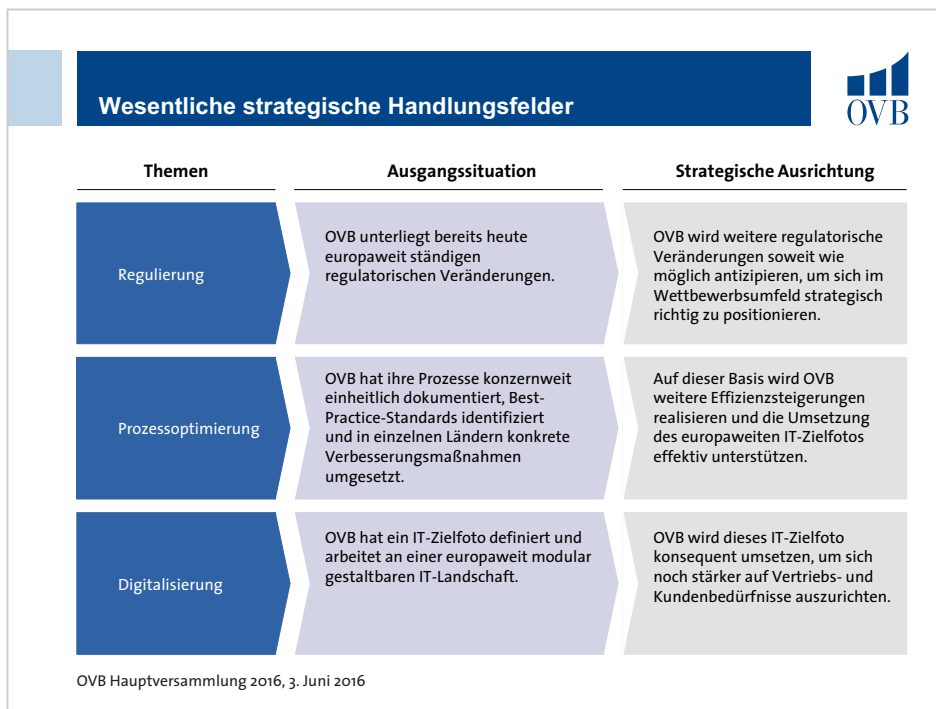 Wesentliche strategische Handlungsfelder
OVB
Themen
Ausgangssituation
Strategische Ausrichtung
Regulierung
OVB unterliegt bereits heute
europaweit ständigen
regulatorischen Veränderungen.
OVB wird weitere regulatorische
Veränderungen soweit wie
möglich antizipieren, um sich im
Wettbewerbsumfeld strategisch
richtig zu positionieren.
Prozessoptimierung
OVB hat ihre Prozesse konzernweit
einheitlich dokumentiert, Best-
Practice-Standards identifiziert
und in einzelnen Ländern konkrete
Verbesserungsmaßnahmen
umgesetzt.
Auf dieser Basis wird OVB
weitere Effizienzsteigerungen
realisieren und die Umsetzung
des europaweiten IT-Zielfotos
effektiv unterstützen.
Digitalisierung
OVB hat ein IT-Zielfoto definiert und
arbeitet an einer europaweit modular
gestaltbaren IT-Landschaft.
OVB wird dieses IT-Zielfoto
konsequent umsetzen, um sich
noch stärker auf Vertriebs- und
Kundenbedürfnisse auszurichten.
OVB Hauptversammlung 2016, 3. Juni 2016